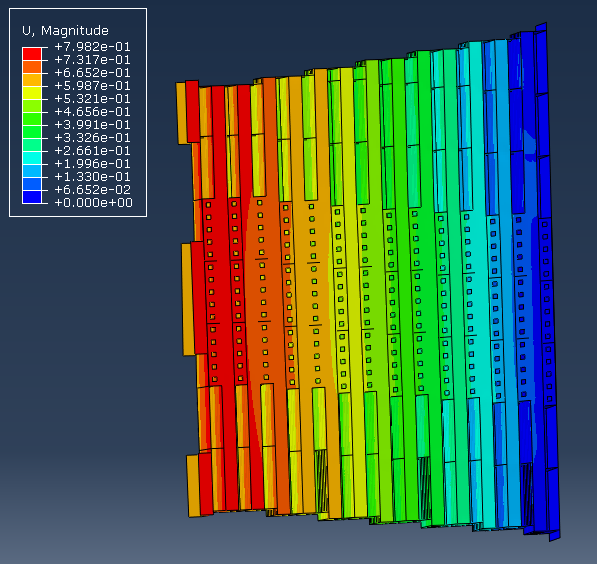 U, Magnitude
+7.982e-01
+7.317e-01
+6.652e-01
+5.987e-01
+5.321e-01
+4.656e-01
+3.991e-01
+3.326e-01
+2.661e-01
+1.996e-01
+1.330e-01
+6.652e-02
+0.000e+00